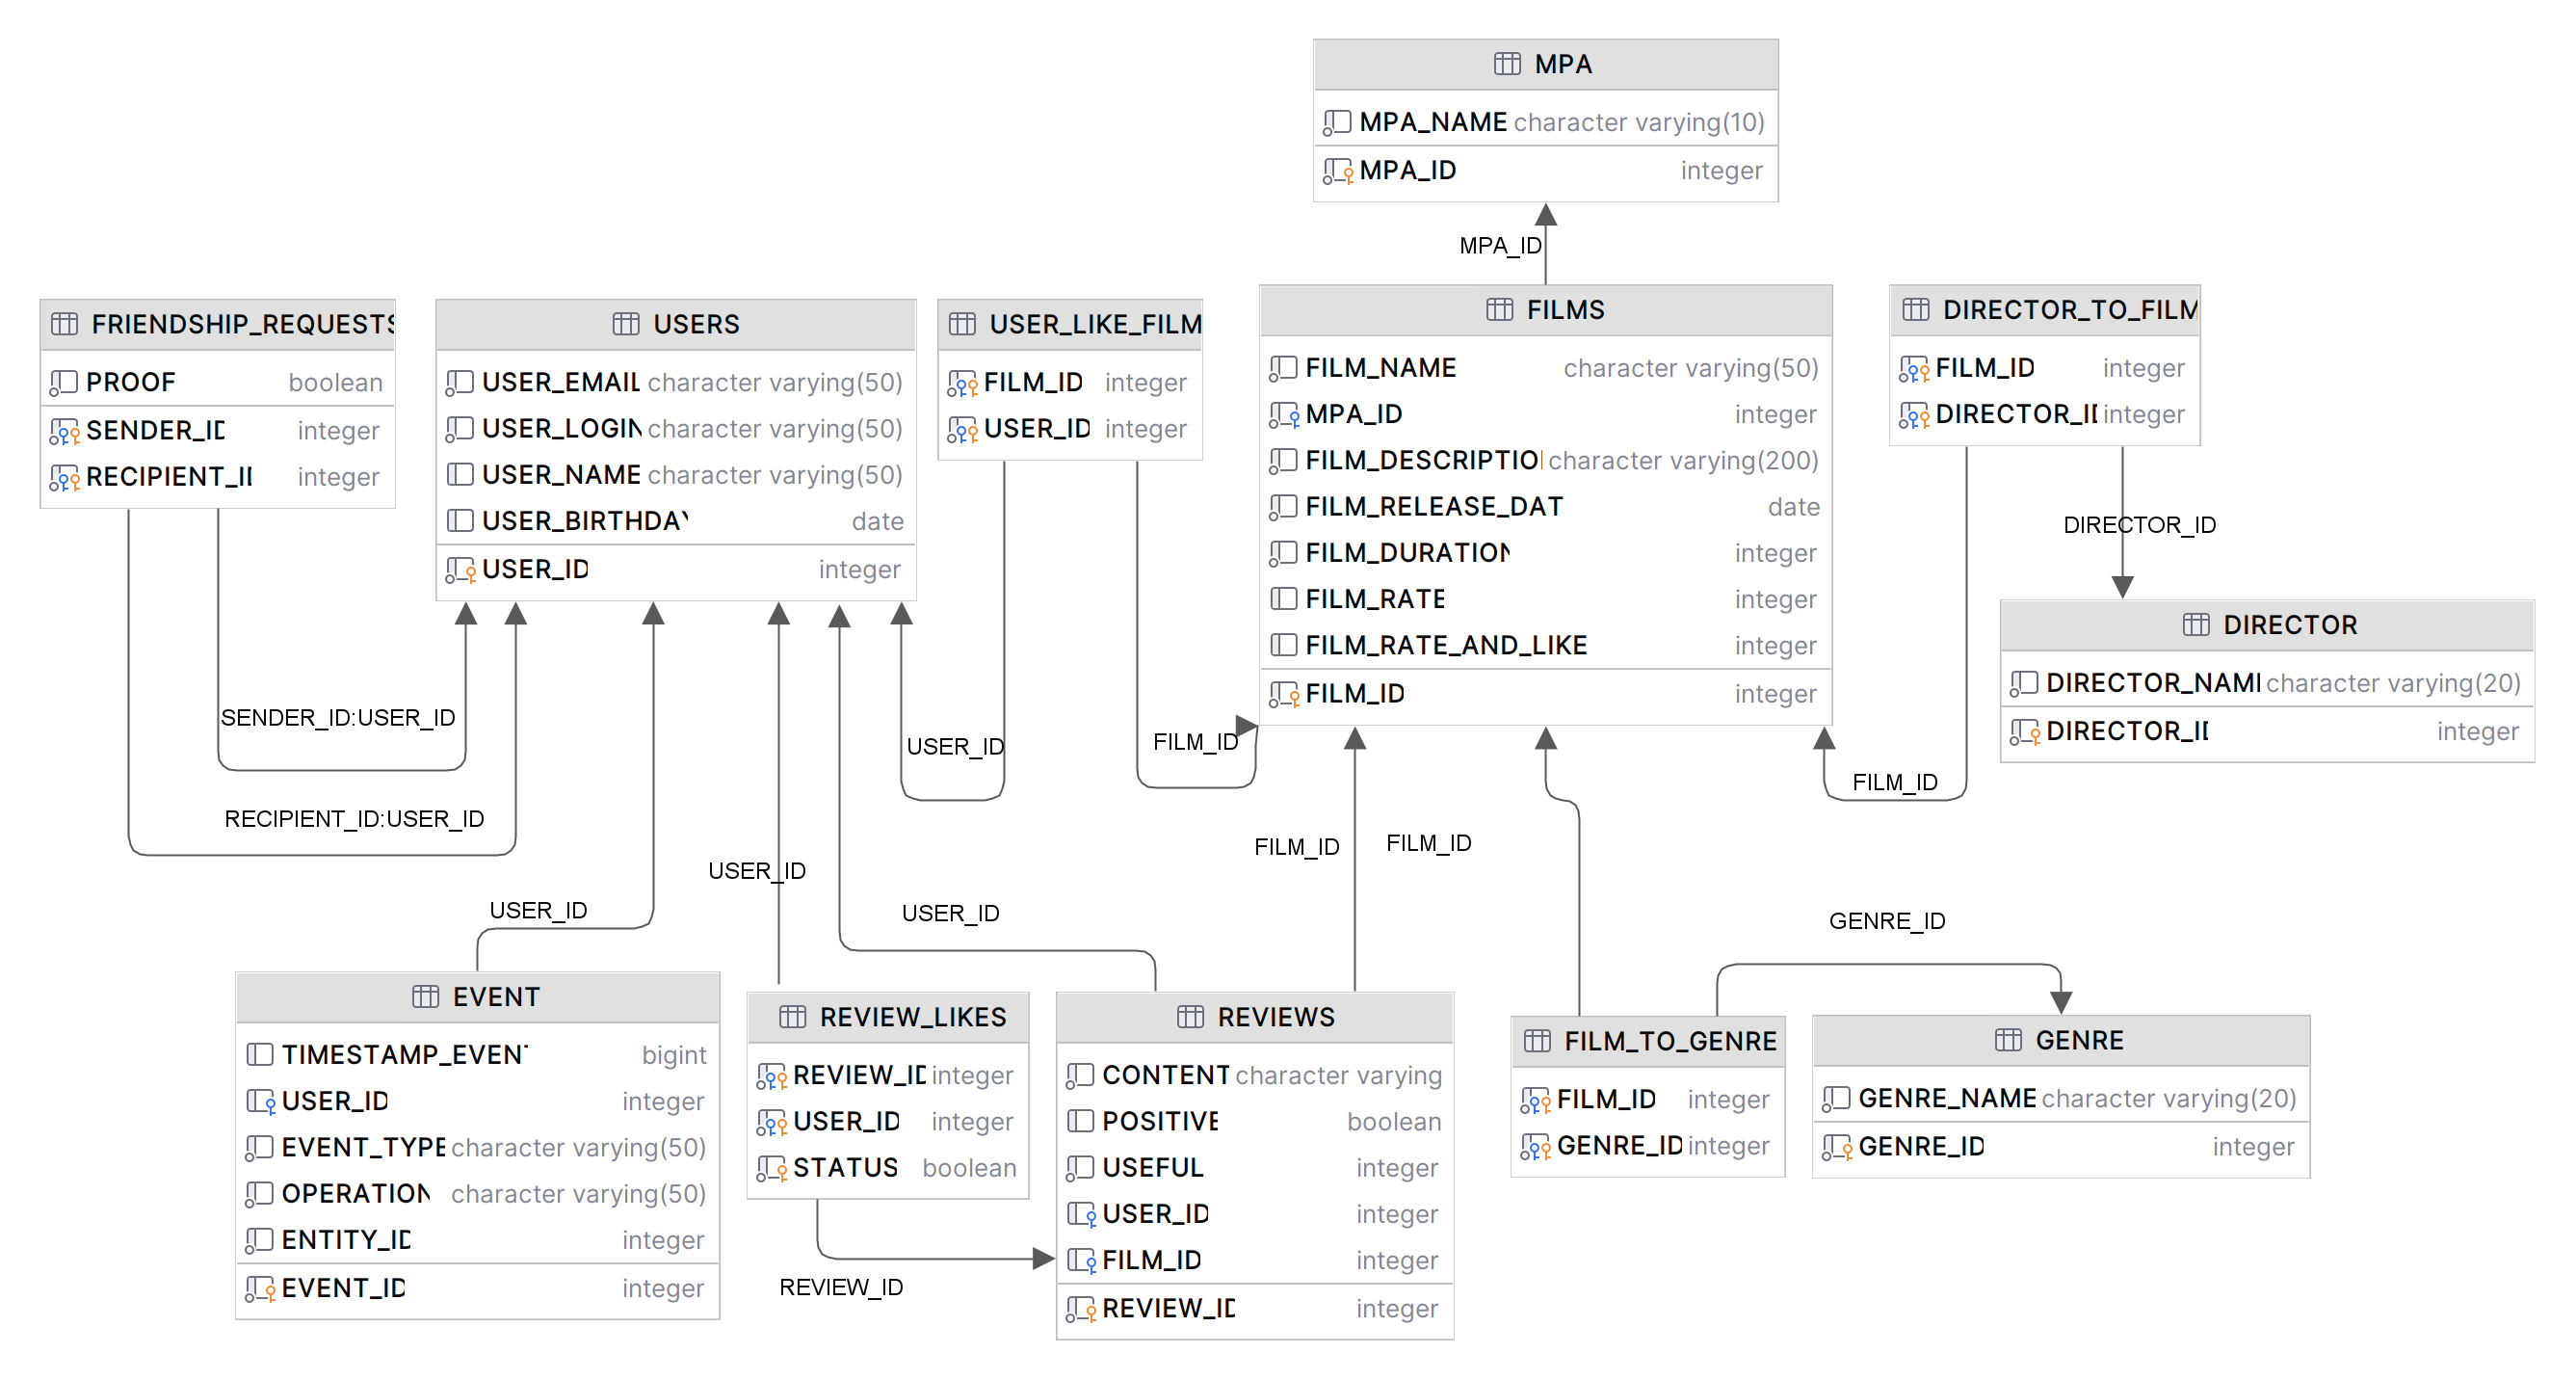 MPA
MPA_NAME character varying(10)
MPA_ID integer
MPA_ID
FRIENDSHIP_REQUESTS
PROOF boolean
SENDER_ID integer
RECIPIENT_ID integer
USERS
USER_EMAIL character varying(50)
USER_LOGIN character varying(50)
USER_NAME character varying(50)
USER_BIRTHDAY date
USER_ID integer
USER_LIKE_FILM
FILM_ID integer
USER_ID integer
FILMS
FILM_NAME character varying(50)
MPA_ID integer
FILM_DESCRIPTIO character varying(200)
FILM_RELEASE_DAT date
FILM_DURATION integer
FILM_RATE integer
FILM_RATE_AND_LIKE integer
FILM_ID integer
DIRECTOR_TO_FILM
FILM_ID integer
DIRECTOR_ID integer
DIRECTOR_ID
DIRECTOR
DIRECTOR_NAME character varying(20)
DIRECTOR_ID integer
SENDER_ID:USER_ID
RECIPIENT_ID:USER_ID
USER_ID
FILM_ID
FILM_ID
USER_ID
FILM_ID
FILM_ID
USER_ID
USER_ID
GENRE_ID
EVENT
TIMESTAMP_EVENT bigint
USER_ID integer
EVENT_TYPE character varying(50)
OPERATION character varying(50)
ENTITY_ID integer
EVENT_ID integer
REVIEW_LIKES
REVIEW_ID integer
USER_ID integer
STATUS boolean
REVIEW_ID
REVIEWS
CONTENT character varying
POSITIVE boolean
USEFUL integer
USER_ID integer
FILM_ID integer
REVIEW_ID integer
FILM_TO_GENRE
FILM_ID integer
GENRE_ID integer
GENRE
GENRE_NAME character varying(20)
GENRE_ID integer